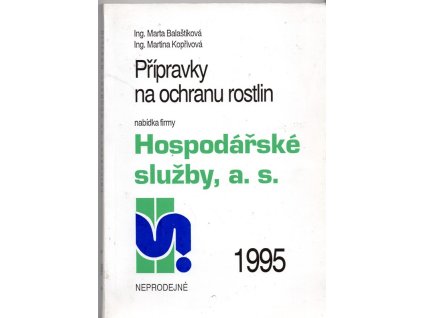 Ing. Marta Balaštíková
Ing. Martina Kopřivová
Přípravky
na ochranu rostlin
nabídka firmy
Hospodářské
služby, a. s.
1995
NEPRODEJNÉ